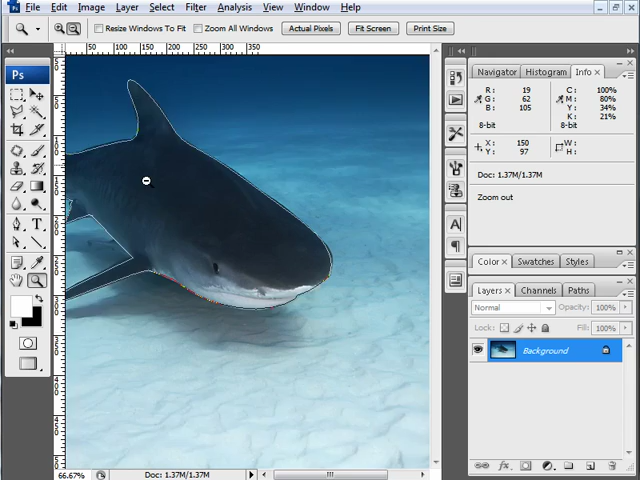 Ps File Edit Image Layer Select Filter Analysis View Window Help
Resize Windows To Fit Zoom All Windows Actual Pixels Fit Screen Print Size
50 100 150 200 250 300 350
Ps
Navigator Histogram Info
R: 19 C: 100%
G: 62 M: 80%
B: 105 Y: 34%
K: 21%
8-bit 8-bit
X: 150 W:
Y: 97 H:
Doc: 1.37M/1.37M
Zoom out
Color Swatches Styles
Layers Channels Paths
Normal Opacity: 100%
Lock: Fill: 100%
Background
66.67% Doc: 1.37M/1.37M